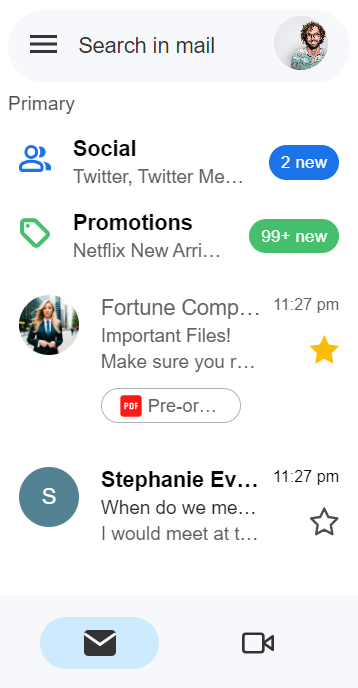 Search in mail
Primary
Social
2 new
Twitter, Twitter Me…
Promotions
99+ new
Netflix New Arri…
Fortune Comp…
11:27 pm
Important Files!
Make sure you r…
PDF
Pre-or…
S
Stephanie Ev…
11:27 pm
When do we me…
I would meet at t…